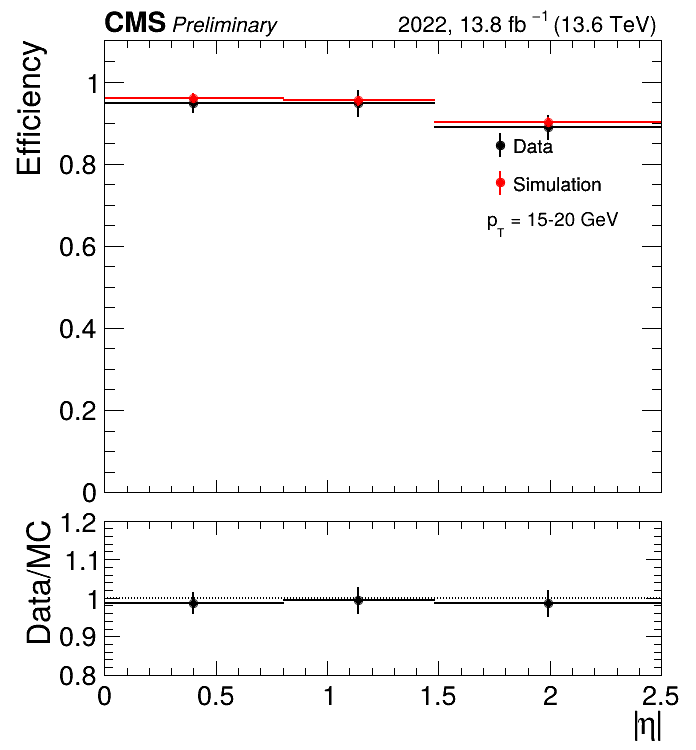 CMS Preliminary 2022, 13.8 fb⁻¹ (13.6 TeV)
Efficiency
1
0.8
0.6
0.4
0.2
0
Data
Simulation
p_T = 15-20 GeV
Data/MC
1.2
1.1
1
0.9
0.8
0 0.5 1 1.5 2 2.5
|η|